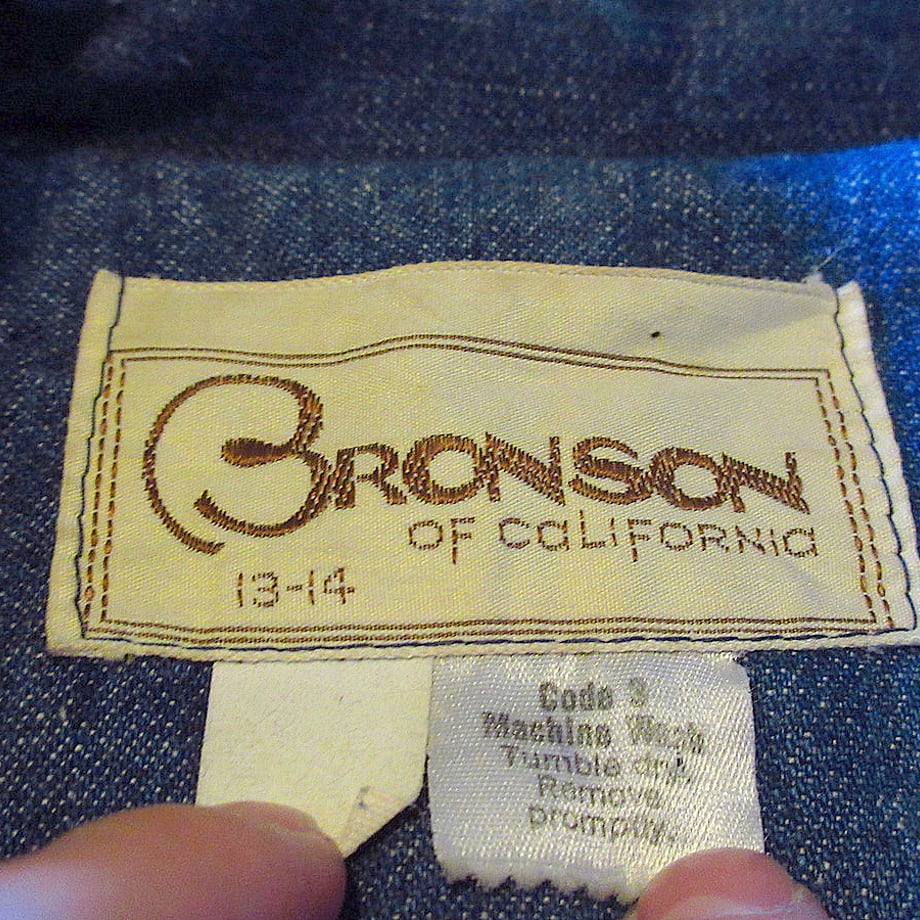 BRONSON
OF CALIFORNIA
13-14
Code 3
Machine Wash
Tumble dry.
Remove
promptly.